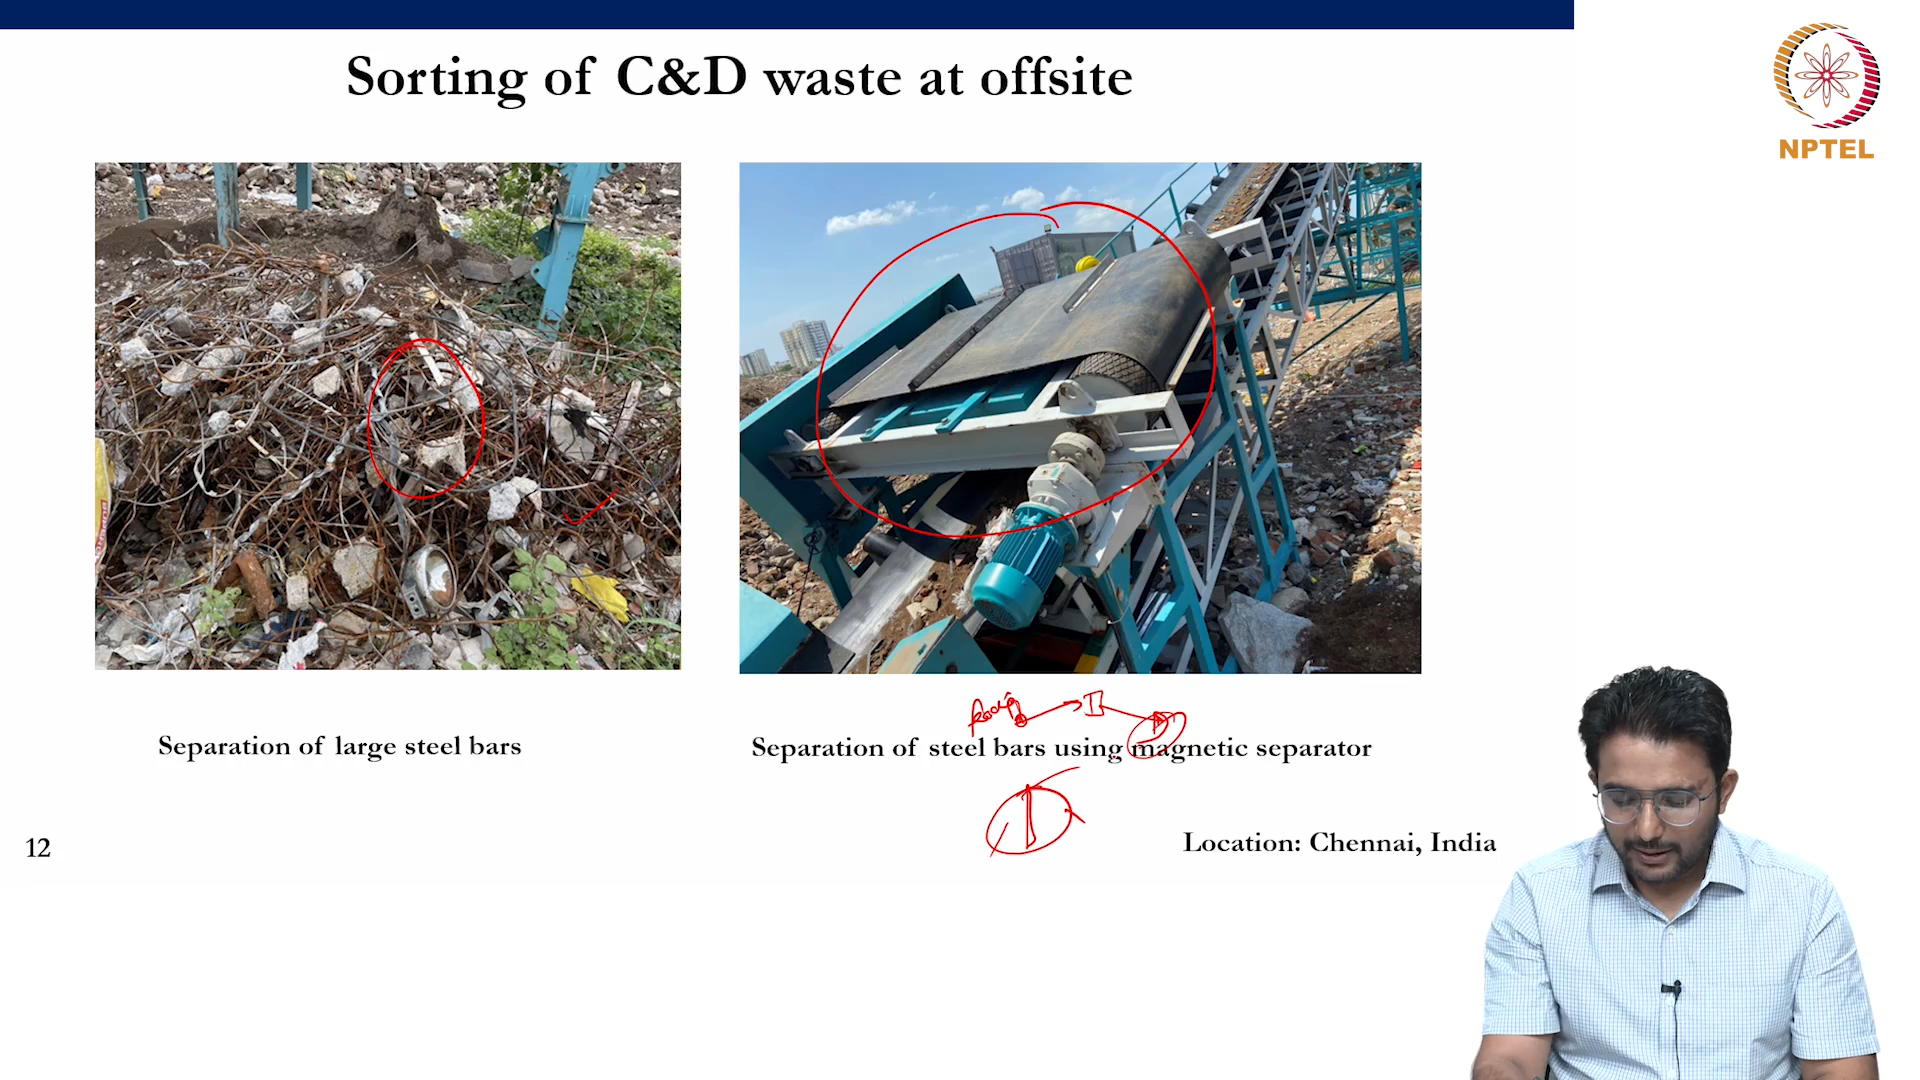 Sorting of C&D waste at offsite
NPTEL
Separation of large steel bars
Separation of steel bars using magnetic separator
12
Location: Chennai, India